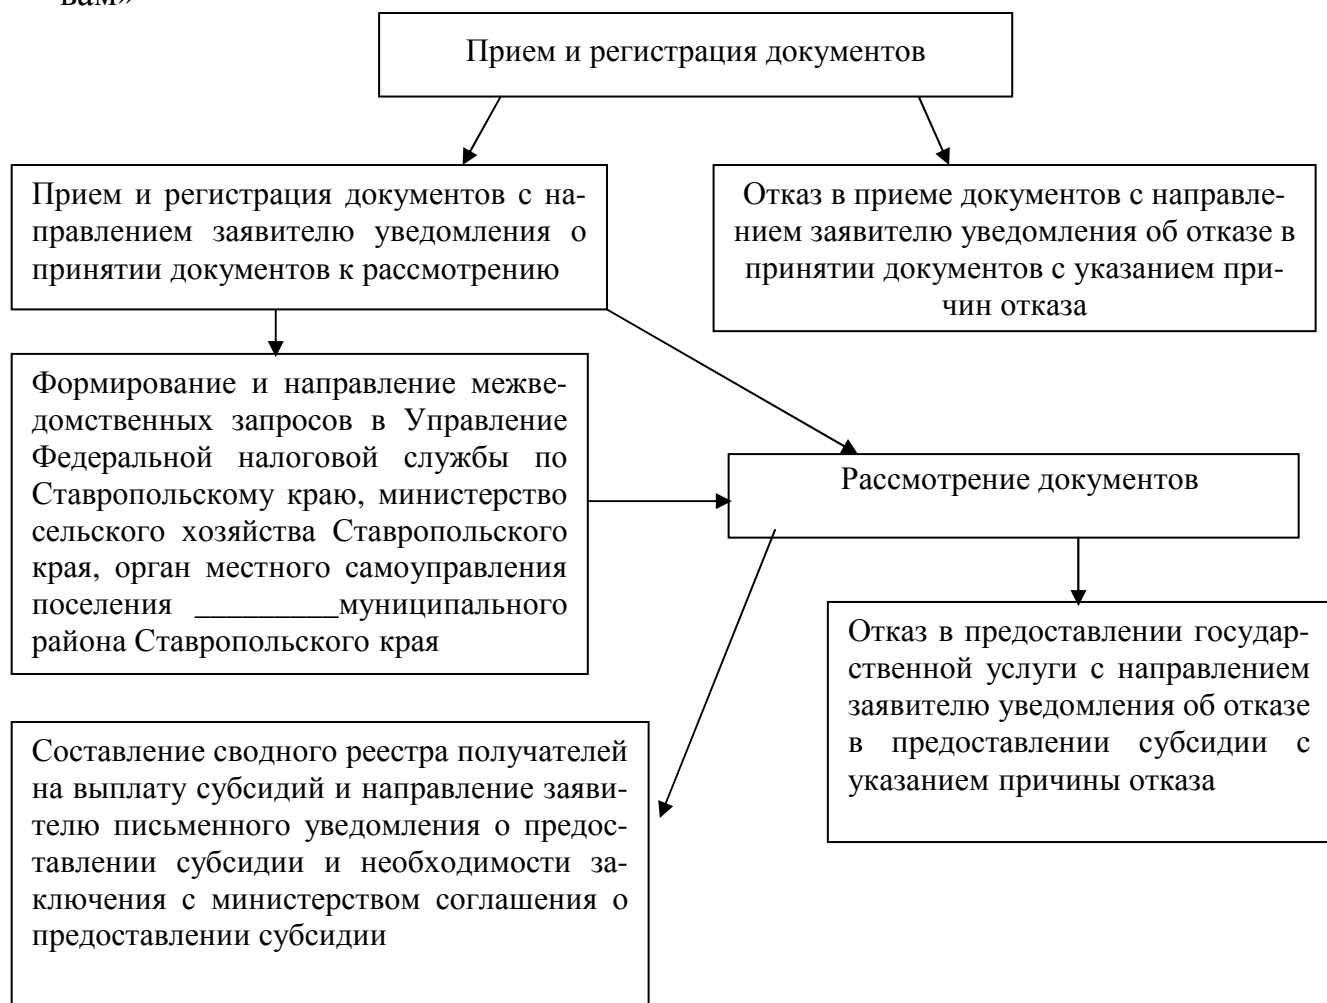 вам»
Прием и регистрация документов
Прием и регистрация документов с на-
правлением заявителю уведомления о
принятии документов к рассмотрению
Отказ в приеме документов с направле-
нием заявителю уведомления об отказе в
принятии документов с указанием при-
чин отказа
Формирование и направление межве-
домственных запросов в Управление
Федеральной налоговой службы по
Ставропольскому краю, министерство
сельского хозяйства Ставропольского
края, орган местного самоуправления
поселения _________муниципального
района Ставропольского края
Рассмотрение документов
Отказ в предоставлении государ-
ственной услуги с направлением
заявителю уведомления об отказе
в предоставлении субсидии с
указанием причины отказа
Составление сводного реестра получателей
на выплату субсидий и направление заяви-
телю письменного уведомления о предос-
тавлении субсидии и необходимости за-
ключения с министерством соглашения о
предоставлении субсидии